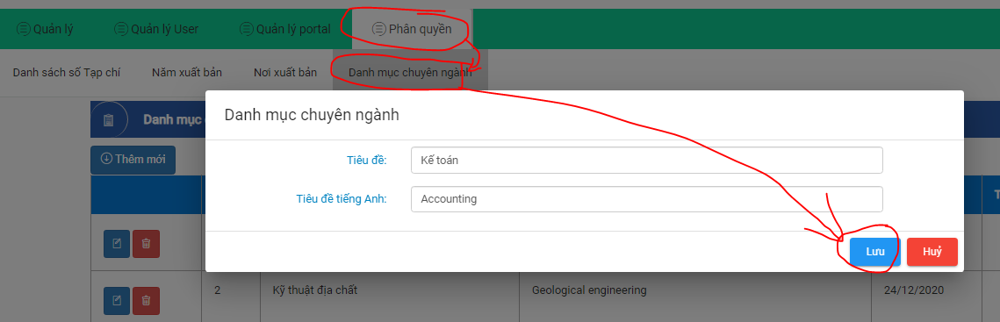 Quản lý Quản lý User Quản lý portal Phân quyền
Danh sách số Tạp chí Năm xuất bản Nơi xuất bản Danh mục chuyên ngành
Danh mục chuyên ngành
Danh mục
Tiêu đề: Kế toán
Thêm mới
Tiêu đề tiếng Anh: Accounting
Lưu Huỷ
2 Kỹ thuật địa chất Geological engineering 24/12/2020